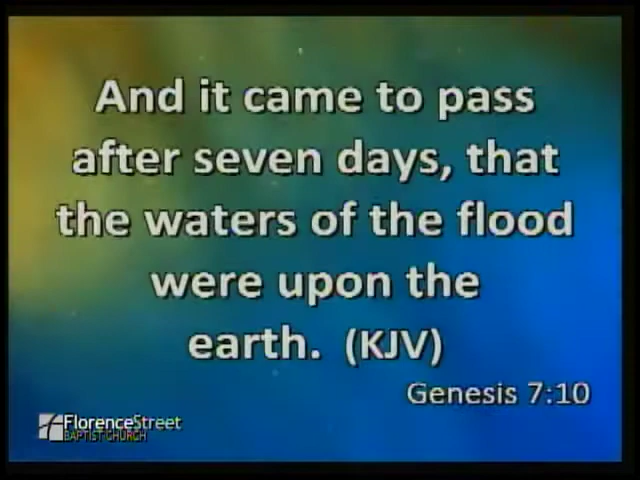 And it came to pass
after seven days, that
the waters of the flood
were upon the
earth. (KJV)
Genesis 7:10
FlorenceStreet
BAPTIST CHURCH